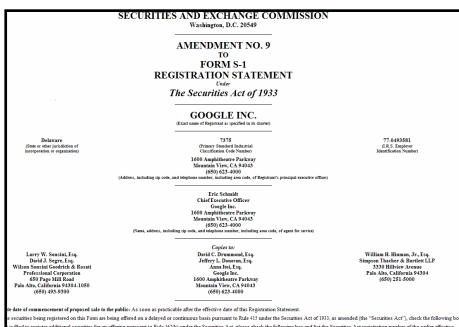 SECURITIES AND EXCHANGE COMMISSION
Washington, D.C. 20549
AMENDMENT NO. 9
TO
FORM S-1
REGISTRATION STATEMENT
Under
The Securities Act of 1933
GOOGLE INC.
(Exact name of Registrant as specified in its charter)
Delaware
(State or other jurisdiction of
incorporation or organization)
7375
(Primary Standard Industrial
Classification Code Number)
77-0493581
(I.R.S. Employer
Identification Number)
1600 Amphitheatre Parkway
Mountain View, CA 94043
(650) 623-4000
(Address, including zip code, and telephone number, including area code, of Registrant's principal executive offices)
Eric Schmidt
Chief Executive Officer
Google Inc.
1600 Amphitheatre Parkway
Mountain View, CA 94043
(650) 623-4000
(Name, address, including zip code, and telephone number, including area code, of agent for service)
Copies to:
Larry W. Sonsini, Esq.
David J. Segre, Esq.
Wilson Sonsini Goodrich & Rosati
Professional Corporation
650 Page Mill Road
Palo Alto, California 94304-1050
(650) 493-9300
David C. Drummond, Esq.
Jeffery L. Donovan, Esq.
Anna Itoi, Esq.
Google Inc.
1600 Amphitheatre Parkway
Mountain View, CA 94043
(650) 623-4000
William H. Hinman, Jr., Esq.
Simpson Thacher & Bartlett LLP
3330 Hillview Avenue
Palo Alto, California 94304
(650) 251-5000
te date of commencement of proposed sale to the public: As soon as practicable after the effective date of this Registration Statement.
e securities being registered on this Form are being offered on a delayed or continuous basis pursuant to Rule 415 under the Securities Act of 1933, as amended (the "Securities Act"), check the following bo